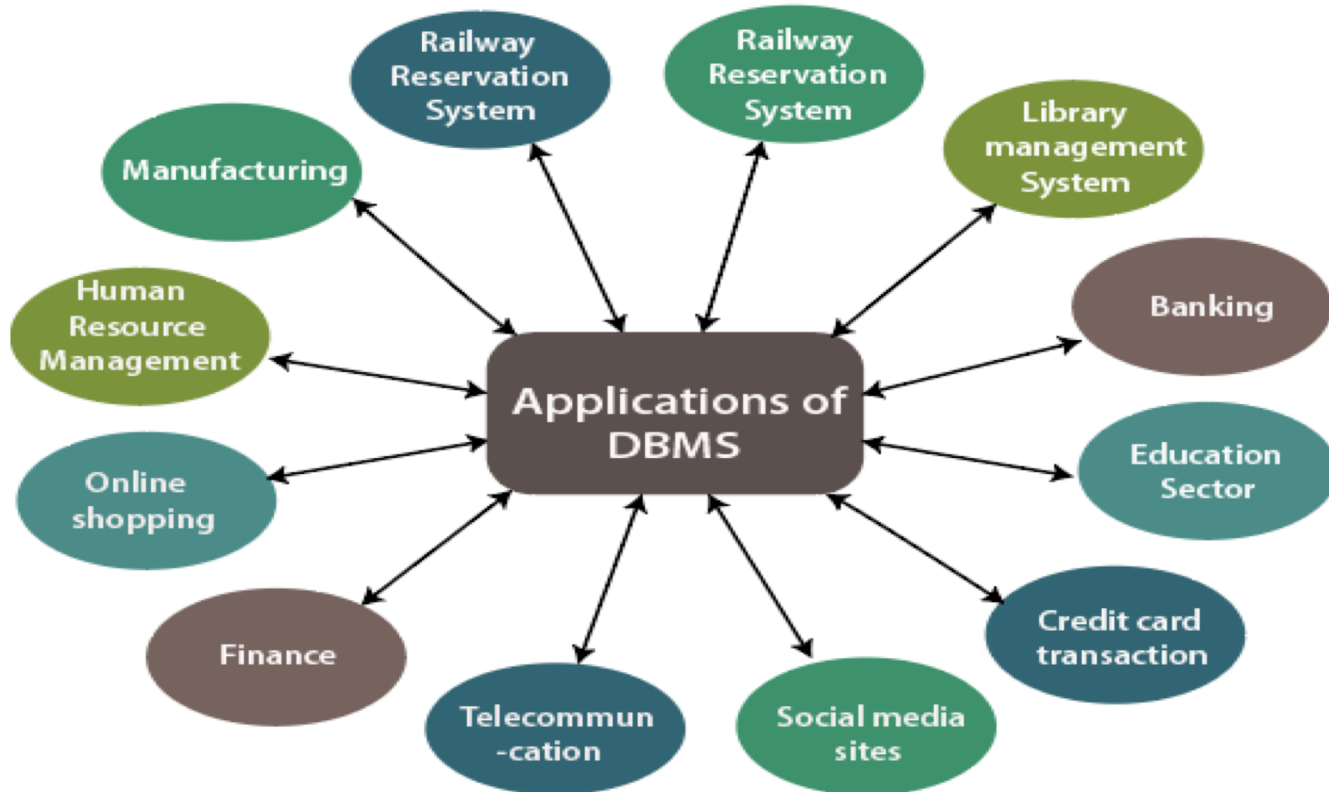 Railway
Reservation
System
Railway
Reservation
System
Library
management
System
Manufacturing
Banking
Human
Resource
Management
Applications of
DBMS
Education
Sector
Online
shopping
Credit card
transaction
Finance
Telecommun
-cation
Social media
sites